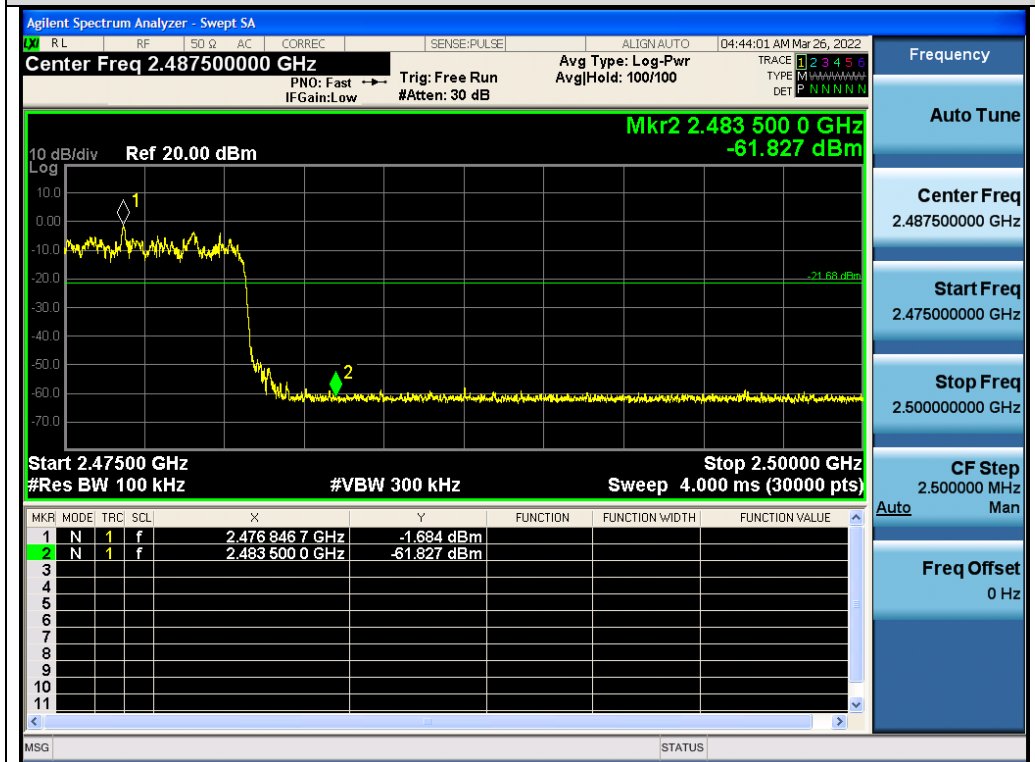 Agilent Spectrum Analyzer - Swept SA
LXI RL RF 50 Ω AC CORREC SENSE:PULSE ALIGNAUTO 04:44:01 AM Mar 26, 2022
Center Freq 2.487500000 GHz
PNO: Fast
IFGain:Low
Trig: Free Run
#Atten: 30 dB
Avg Type: Log-Pwr
Avg|Hold: 100/100
TRACE 1 2 3 4 5 6
TYPE M
DET P N N N N N
Frequency
Auto Tune
Center Freq
2.487500000 GHz
Start Freq
2.475000000 GHz
Stop Freq
2.500000000 GHz
CF Step
2.500000 MHz
Auto Man
Freq Offset
0 Hz
Mkr2 2.483 500 0 GHz
-61.827 dBm
10 dB/div Ref 20.00 dBm
Log
10.0
0.00
-10.0
-20.0
-30.0
-40.0
-50.0
-60.0
-70.0
1
2
-21.68 dBm
Start 2.47500 GHz Stop 2.50000 GHz
#Res BW 100 kHz #VBW 300 kHz Sweep 4.000 ms (30000 pts)
MKR MODE TRC SCL X Y FUNCTION FUNCTION WIDTH FUNCTION VALUE
1 N 1 f 2.476 846 7 GHz -1.684 dBm
2 N 1 f 2.483 500 0 GHz -61.827 dBm
3
4
5
6
7
8
9
10
11
MSG STATUS